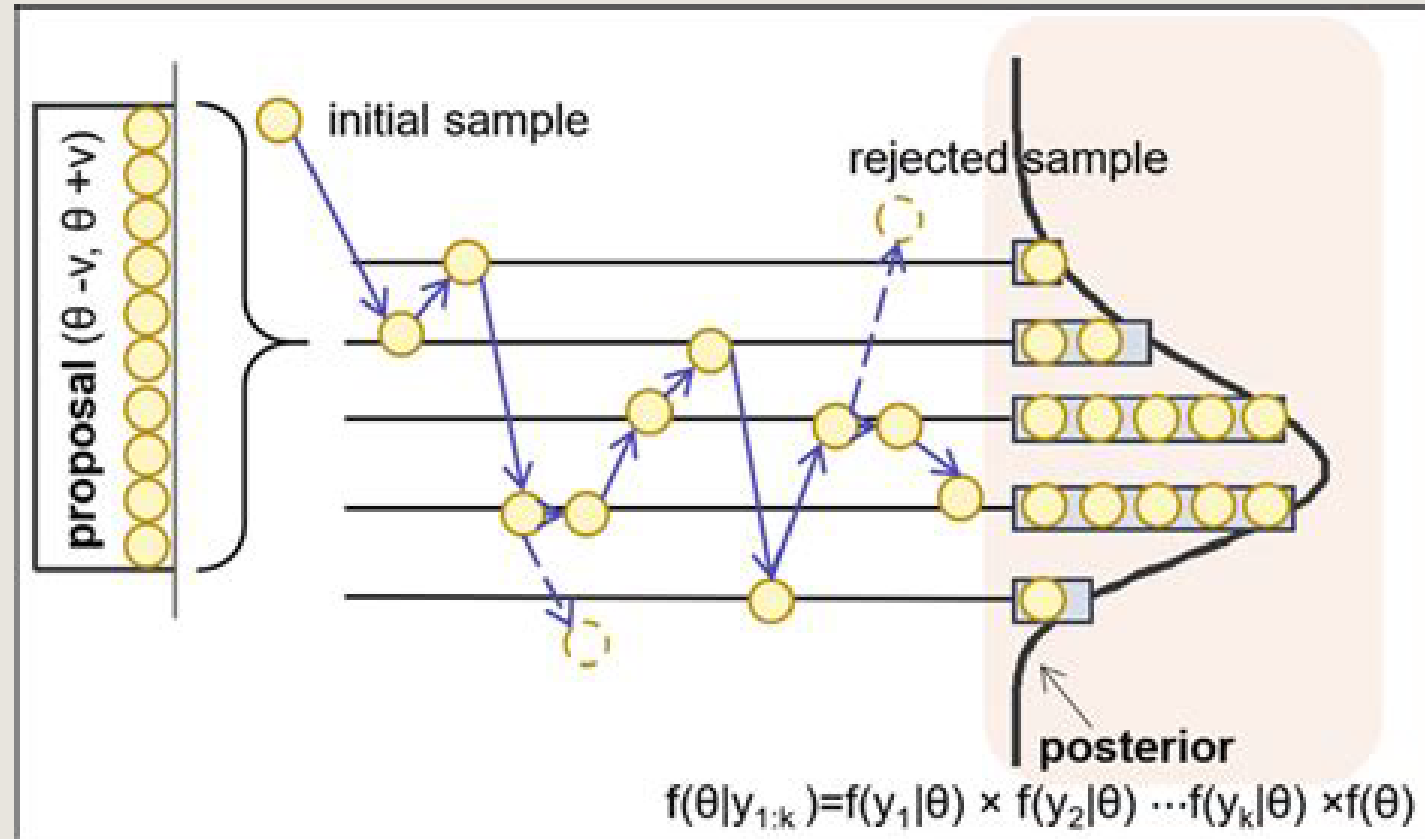 proposal (θ -v, θ +v)
initial sample
rejected sample
posterior
f(θ|y₁:ₖ)=f(y₁|θ) × f(y₂|θ) ···f(yₖ|θ) ×f(θ)